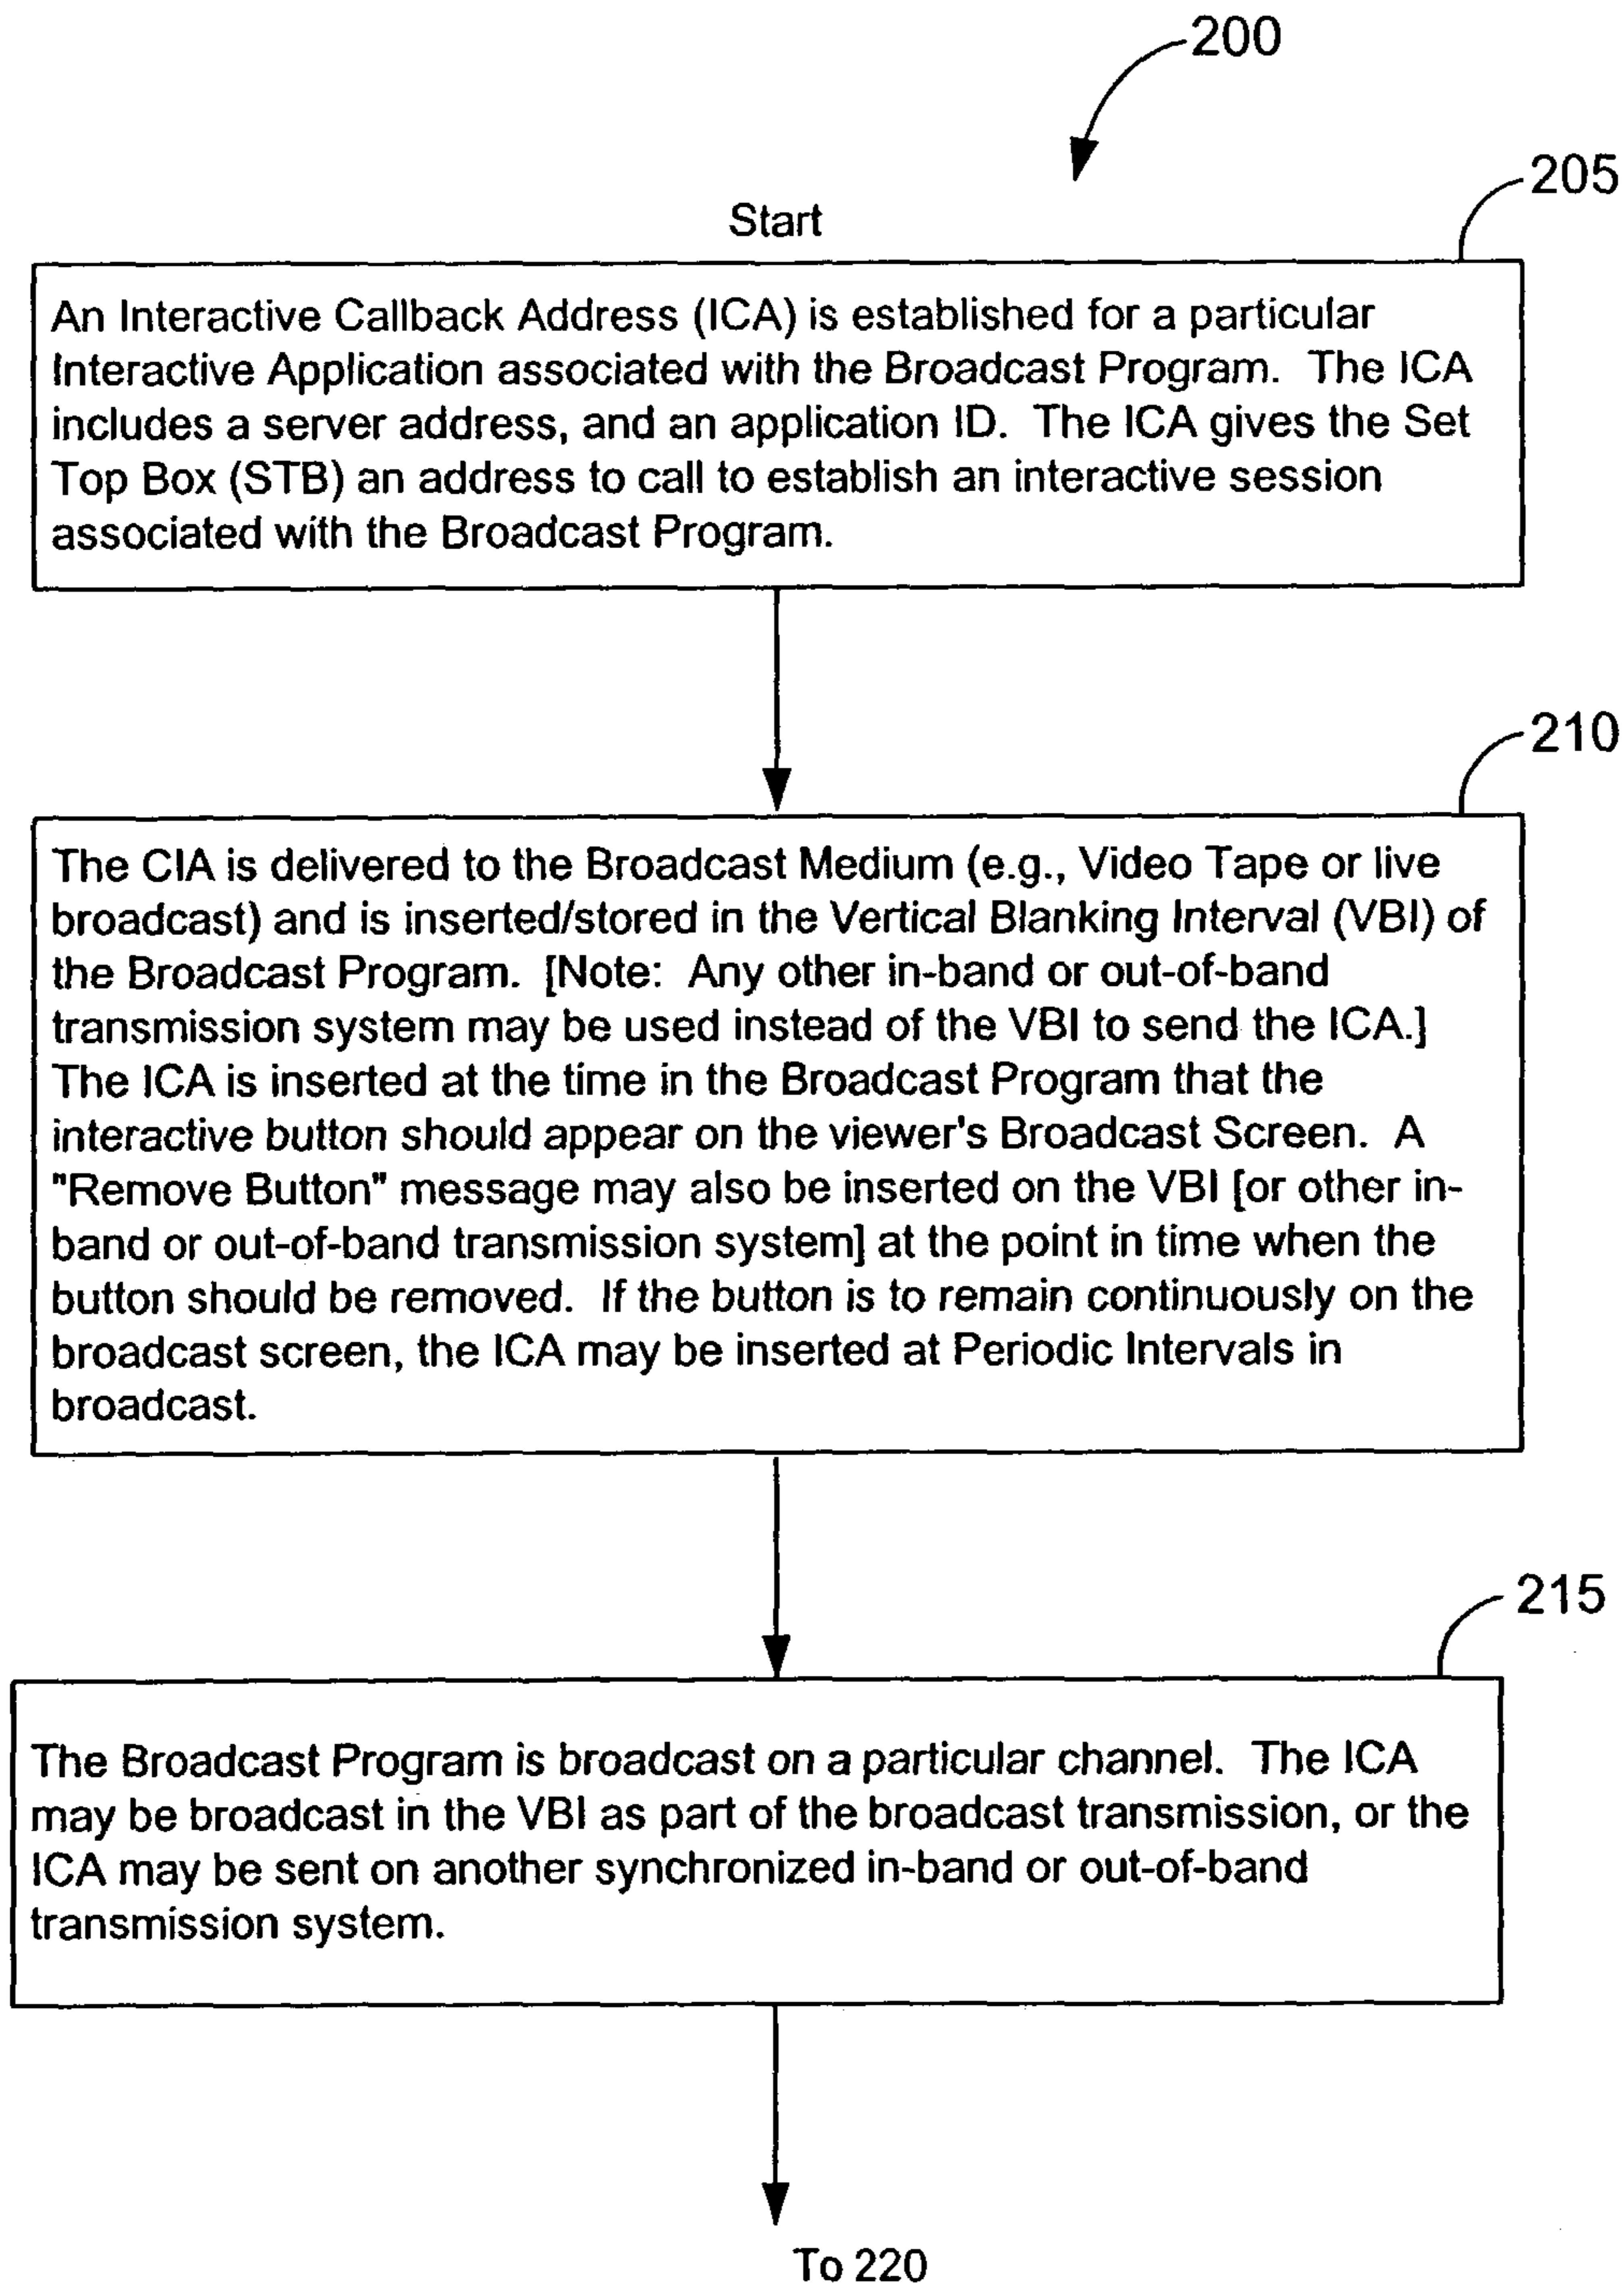 200
205
Start
An Interactive Callback Address (ICA) is established for a particular
Interactive Application associated with the Broadcast Program. The ICA
includes a server address, and an application ID. The ICA gives the Set
Top Box (STB) an address to call to establish an interactive session
associated with the Broadcast Program.
210
The CIA is delivered to the Broadcast Medium (e.g., Video Tape or live
broadcast) and is inserted/stored in the Vertical Blanking Interval (VBI) of
the Broadcast Program. [Note: Any other in-band or out-of-band
transmission system may be used instead of the VBI to send the ICA.]
The ICA is inserted at the time in the Broadcast Program that the
interactive button should appear on the viewer's Broadcast Screen. A
"Remove Button" message may also be inserted on the VBI [or other in-
band or out-of-band transmission system] at the point in time when the
button should be removed. If the button is to remain continuously on the
broadcast screen, the ICA may be inserted at Periodic Intervals in
broadcast.
215
The Broadcast Program is broadcast on a particular channel. The ICA
may be broadcast in the VBI as part of the broadcast transmission, or the
ICA may be sent on another synchronized in-band or out-of-band
transmission system.
To 220